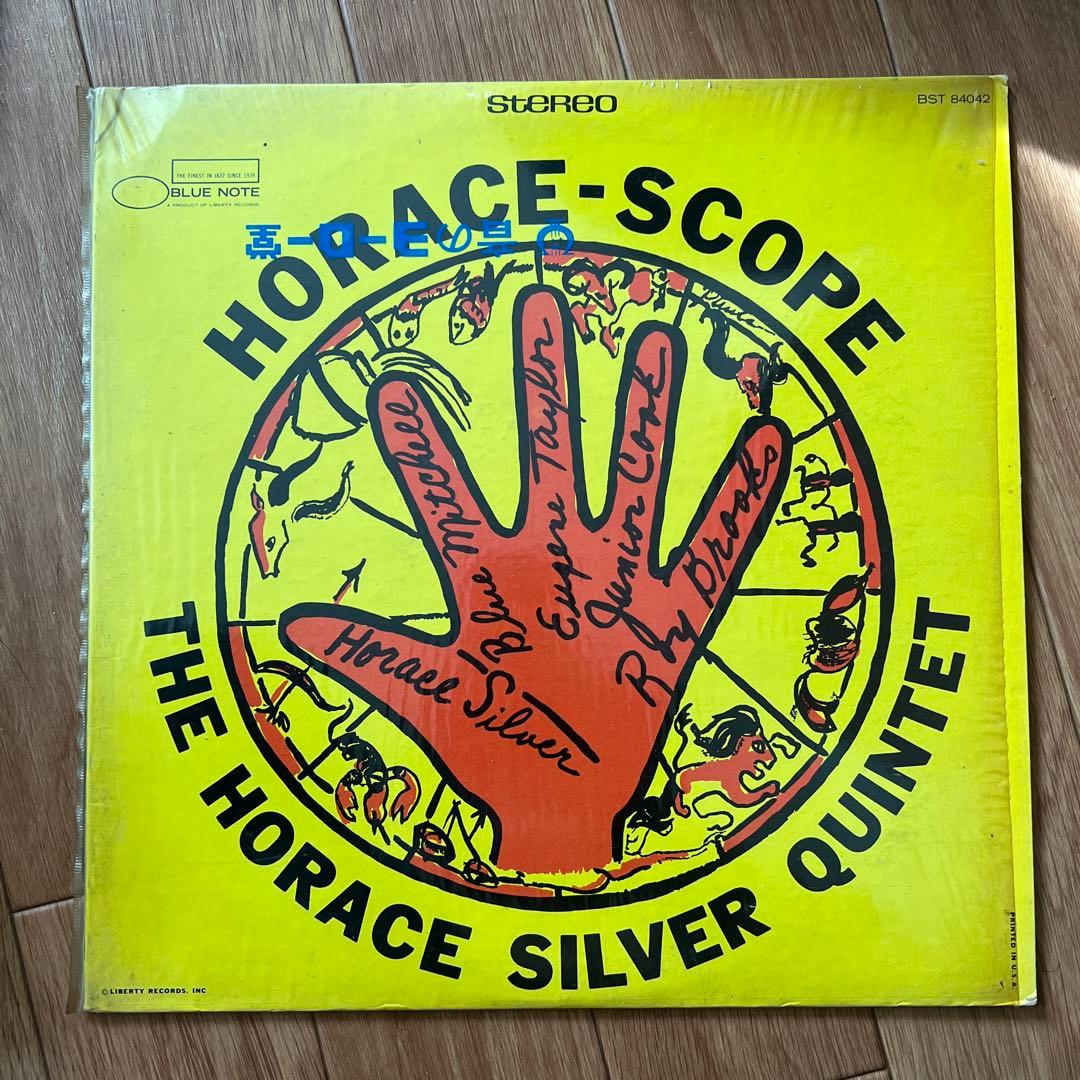 STEREO
BST 84042
THE FINEST IN JAZZ SINCE 1939
BLUE NOTE
A PRODUCT OF LIBERTY RECORDS
HORACE-SCOPE
Horace Silver
"Blue" Mitchell
Eugene Taylor
Junior Cook
Roy Brooks
THE HORACE SILVER QUINTET
© LIBERTY RECORDS, INC
PRINTED IN U.S.A.